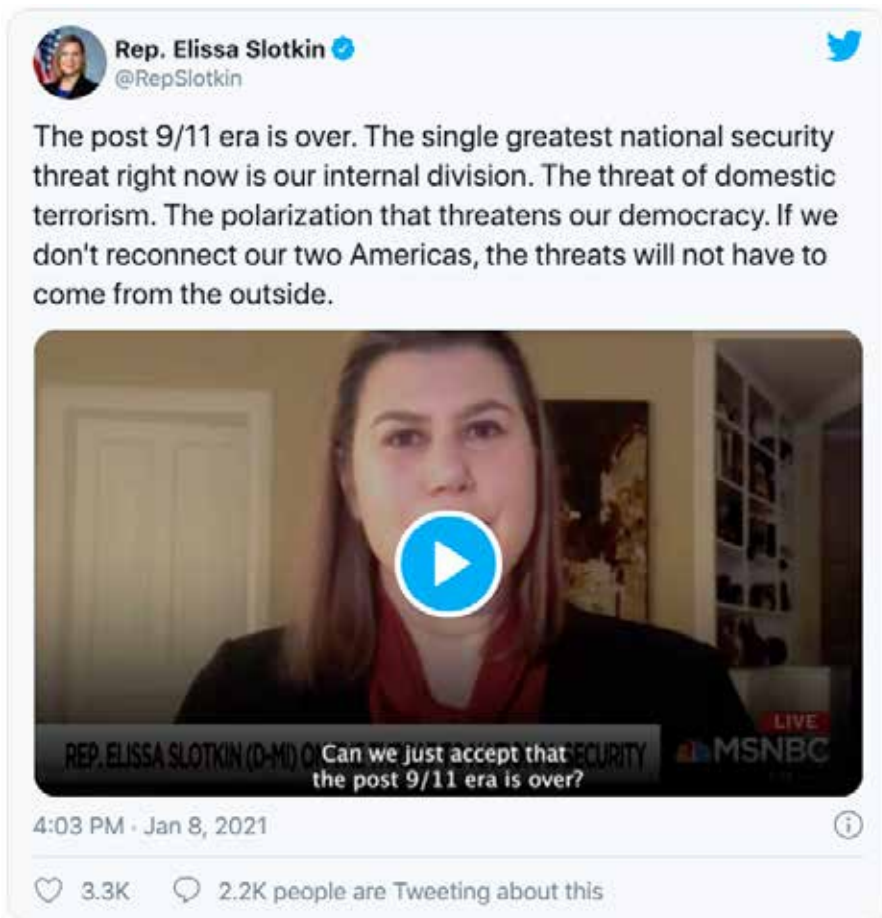 Rep. Elissa Slotkin
@RepSlotkin
The post 9/11 era is over. The single greatest national security
threat right now is our internal division. The threat of domestic
terrorism. The polarization that threatens our democracy. If we
don't reconnect our two Americas, the threats will not have to
come from the outside.
LIVE
REP. ELISSA SLOTKIN (D-MI) SECURITY
MSNBC
Can we just accept that
the post 9/11 era is over?
4:03 PM · Jan 8, 2021
3.3K 2.2K people are Tweeting about this